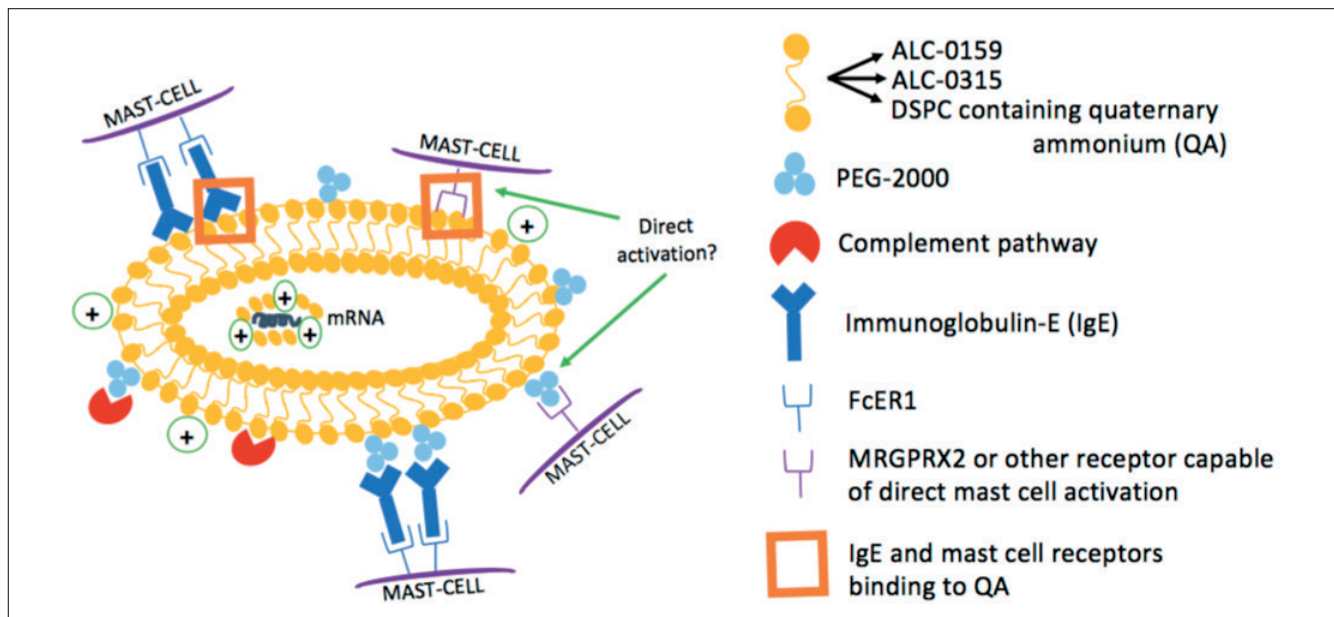 MAST-CELL
MAST-CELL
Direct
activation?
+
+
+
mRNA
+
+
+
MAST-CELL
MAST-CELL
ALC-0159
ALC-0315
DSPC containing quaternary
ammonium (QA)
PEG-2000
Complement pathway
Immunoglobulin-E (IgE)
FcER1
MRGPRX2 or other receptor capable
of direct mast cell activation
IgE and mast cell receptors
binding to QA